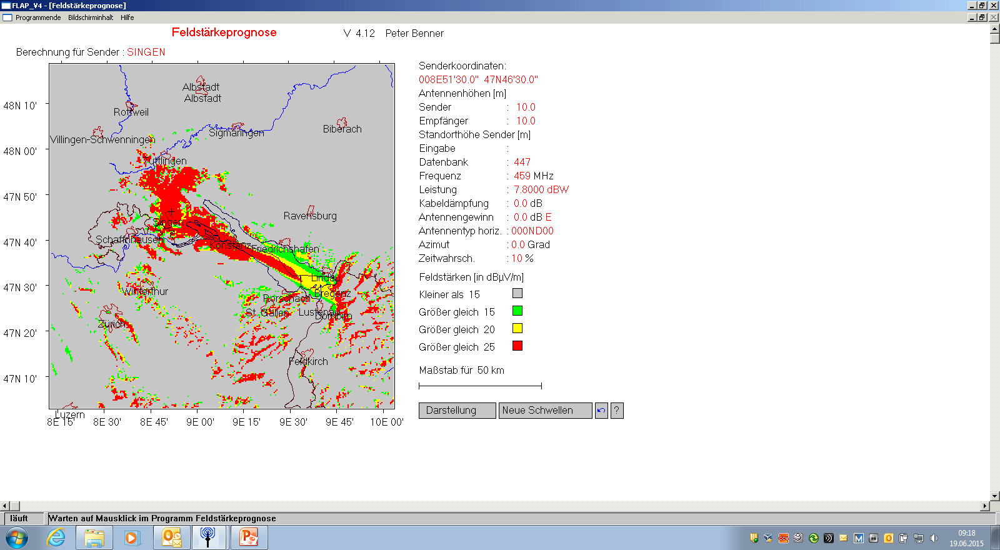 FLAP_V4 - [Feldstärkeprognose]
Programmende Bildschirminhalt Hilfe
Feldstärkeprognose V 4.12 Peter Benner
Berechnung für Sender : SINGEN
48N 10'
48N 00'
47N 50'
47N 40'
47N 30'
47N 20'
47N 10'
Albstadt
Albstadt
Rottweil
Sigmaringen
Biberach
Villingen-Schwenningen
Tuttlingen
Ravensburg
Singen
Schaffhausen
Konstanz
Friedrichshafen
Lindau
Winterthur
Bregenz
Rorschach
St. Gallen
Lustenau
Dornbirn
Zürich
Feldkirch
Luzern
8E 15' 8E 30' 8E 45' 9E 00' 9E 15' 9E 30' 9E 45' 10E 00'
Senderkoordinaten:
008E51'30.0" 47N46'30.0"
Antennenhöhen [m]
Sender : 10.0
Empfänger : 10.0
Standorthöhe Sender [m]
Eingabe :
Datenbank : 447
Frequenz : 459 MHz
Leistung : 7.8000 dBW
Kabeldämpfung : 0.0 dB
Antennengewinn : 0.0 dB E
Antennentyp horiz. : 000ND00
Azimut : 0.0 Grad
Zeitwahrsch. : 10 %
Feldstärken [in dBµV/m]
Kleiner als 15
Größer gleich 15
Größer gleich 20
Größer gleich 25
Maßstab für 50 km
Darstellung Neue Schwellen ?
läuft Warten auf Mausklick im Programm Feldstärkeprognose
09:18
19.06.2015